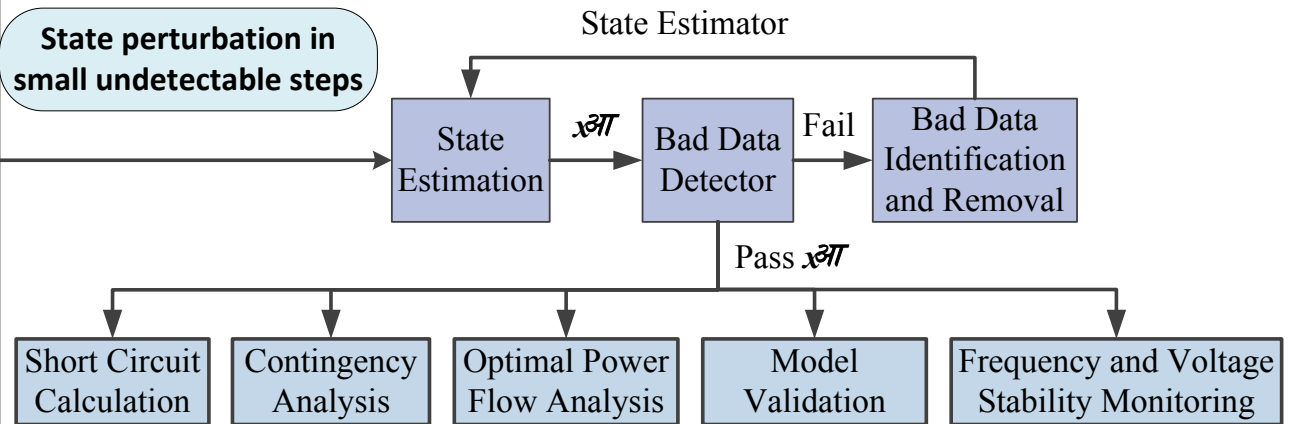 State perturbation in
small undetectable steps
State Estimator
State
Estimation
xआ
Bad Data
Detector
Fail
Bad Data
Identification
and Removal
Pass xआ
Short Circuit
Calculation
Contingency
Analysis
Optimal Power
Flow Analysis
Model
Validation
Frequency and Voltage
Stability Monitoring